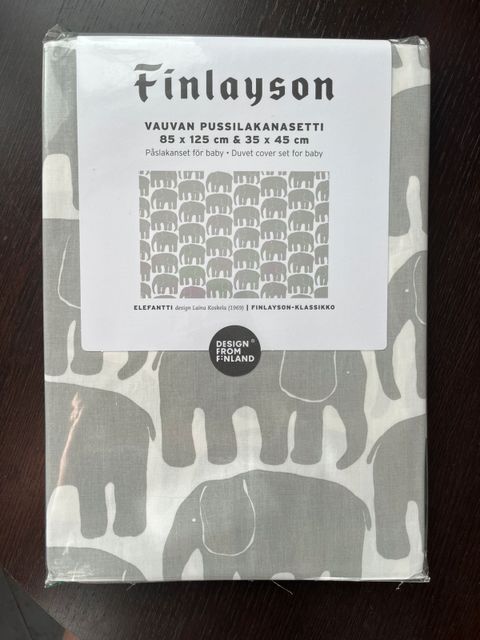 Finlayson
VAUVAN PUSSILAKANASETTI
85 x 125 cm & 35 x 45 cm
Påslakanset för baby • Duvet cover set for baby
ELEFANTTI design Laina Koskela (1969) | FINLAYSON-KLASSIKKO
DESIGN®
FROM
FINLAND